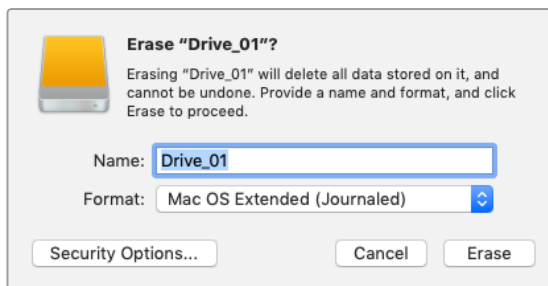 Erase “Drive_01”?
Erasing “Drive_01” will delete all data stored on it, and
cannot be undone. Provide a name and format, and click
Erase to proceed.
Name: Drive_01
Format: Mac OS Extended (Journaled)
Security Options... Cancel Erase